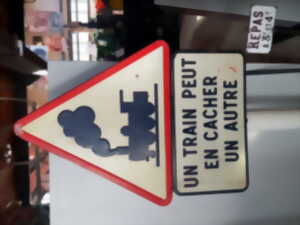 UN TRAIN PEUT
EN CACHER
UN AUTRE
REPAS